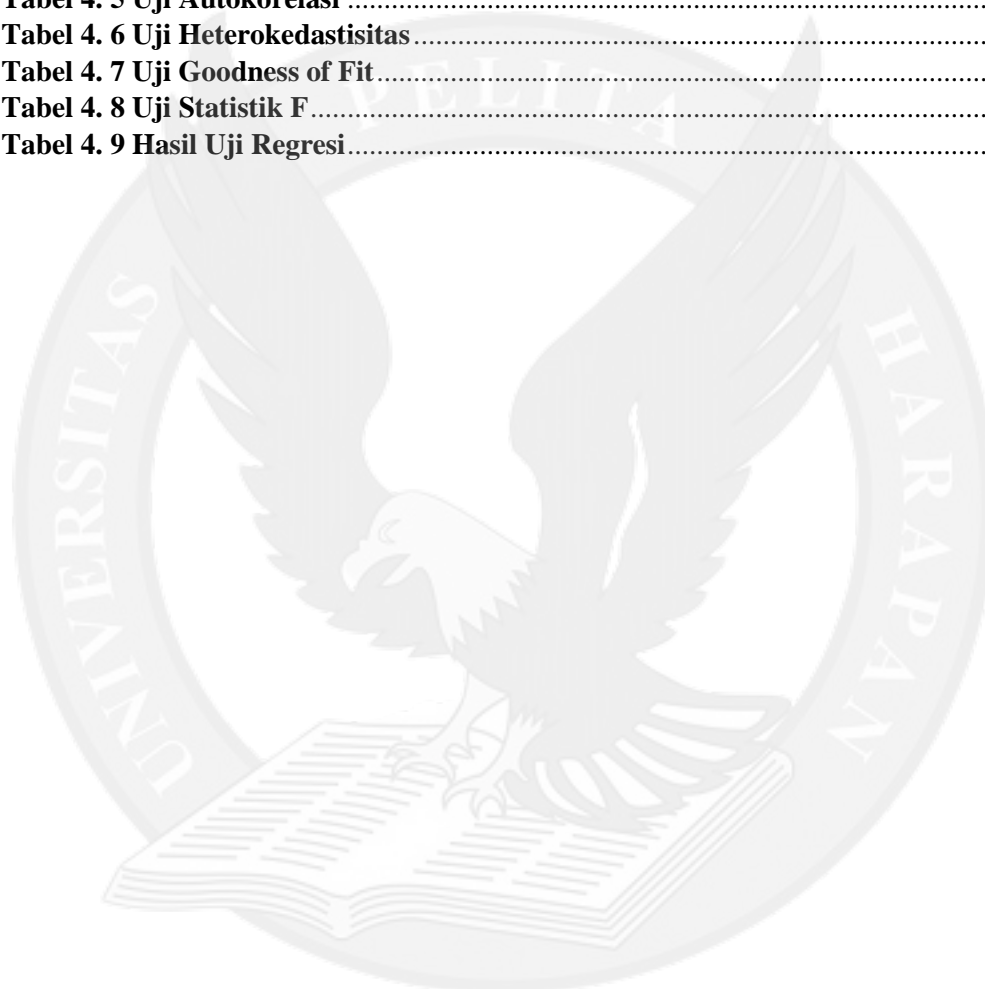 Tabel 4. 5 Uji Autokorelasi ....................................................................................................
Tabel 4. 6 Uji Heterokedastisitas....................................................................................................
Tabel 4. 7 Uji Goodness of Fit....................................................................................................
Tabel 4. 8 Uji Statistik F....................................................................................................
Tabel 4. 9 Hasil Uji Regresi....................................................................................................
UNIVERSITAS PELITA HARAPAN